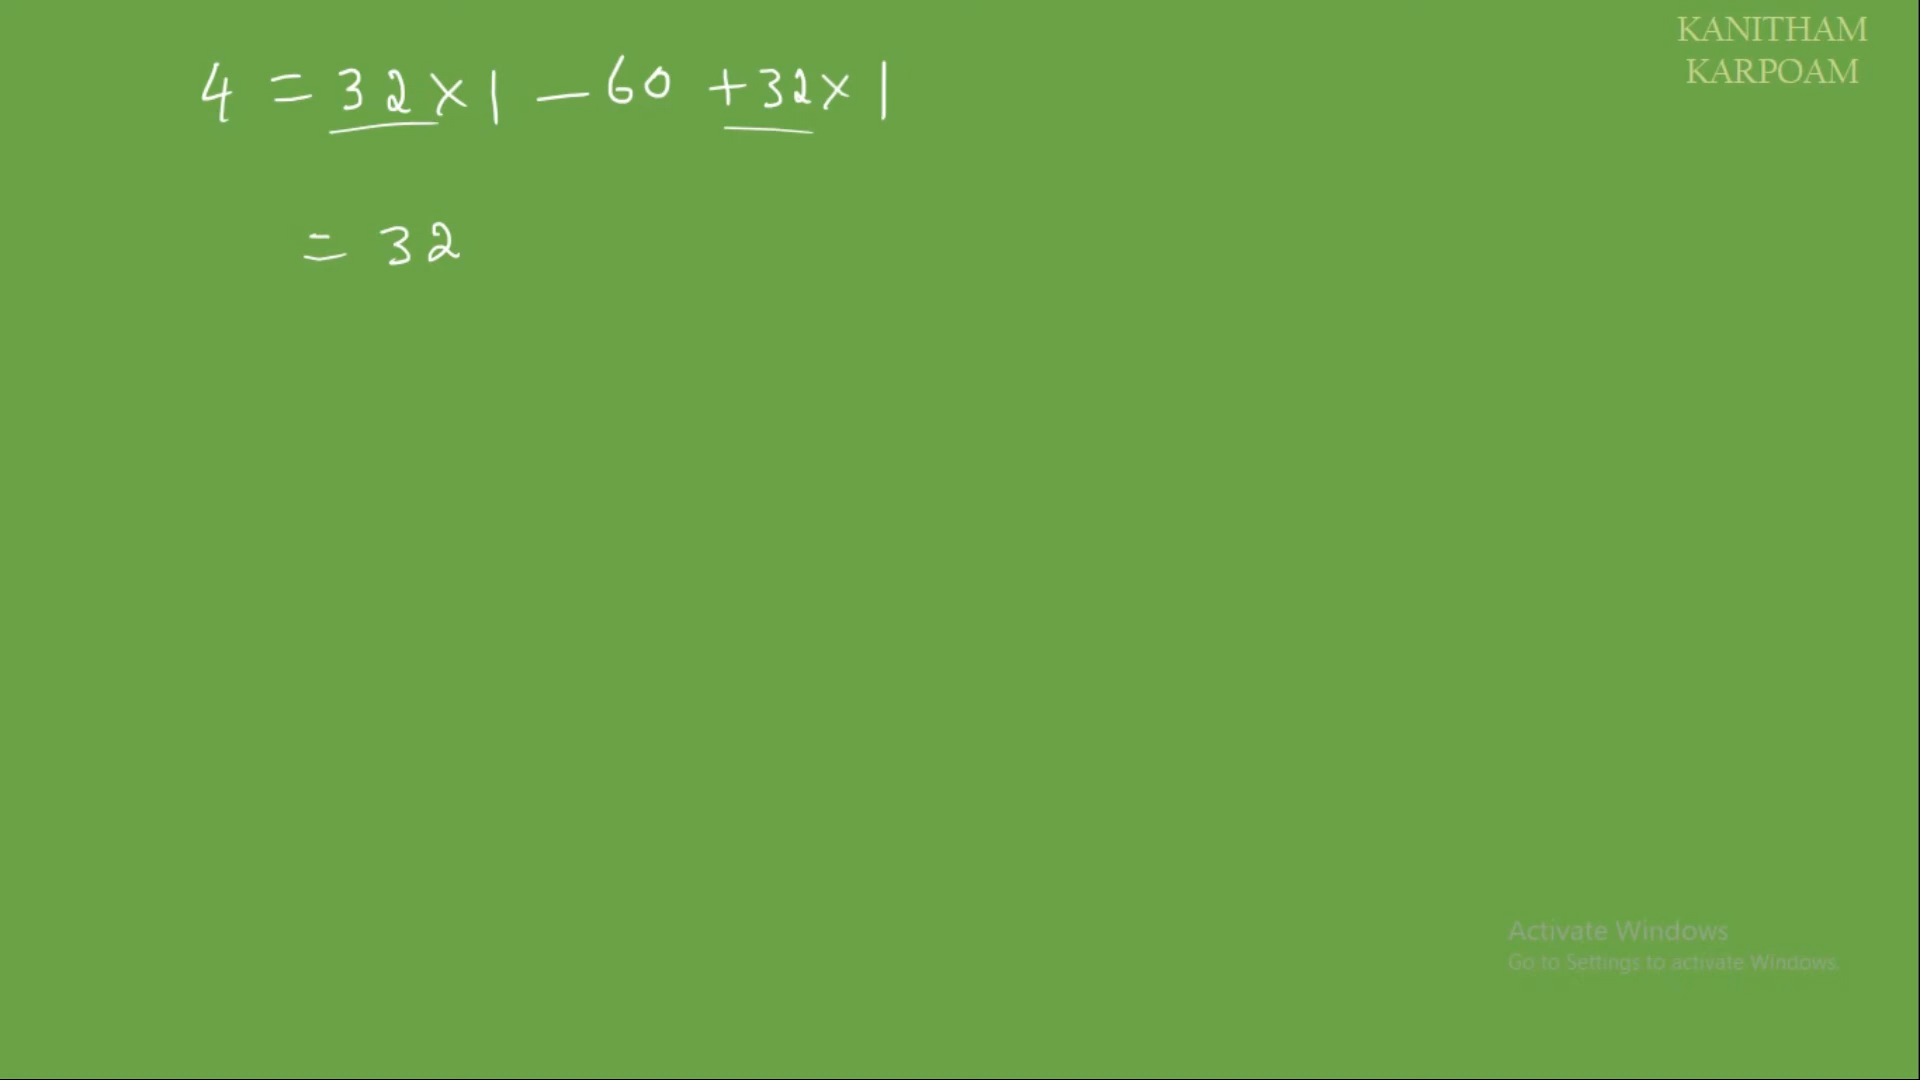 KANITHAM
KARPOAM
4 = 32 × 1 − 60 + 32 × 1
= 32
Activate Windows
Go to Settings to activate Windows.